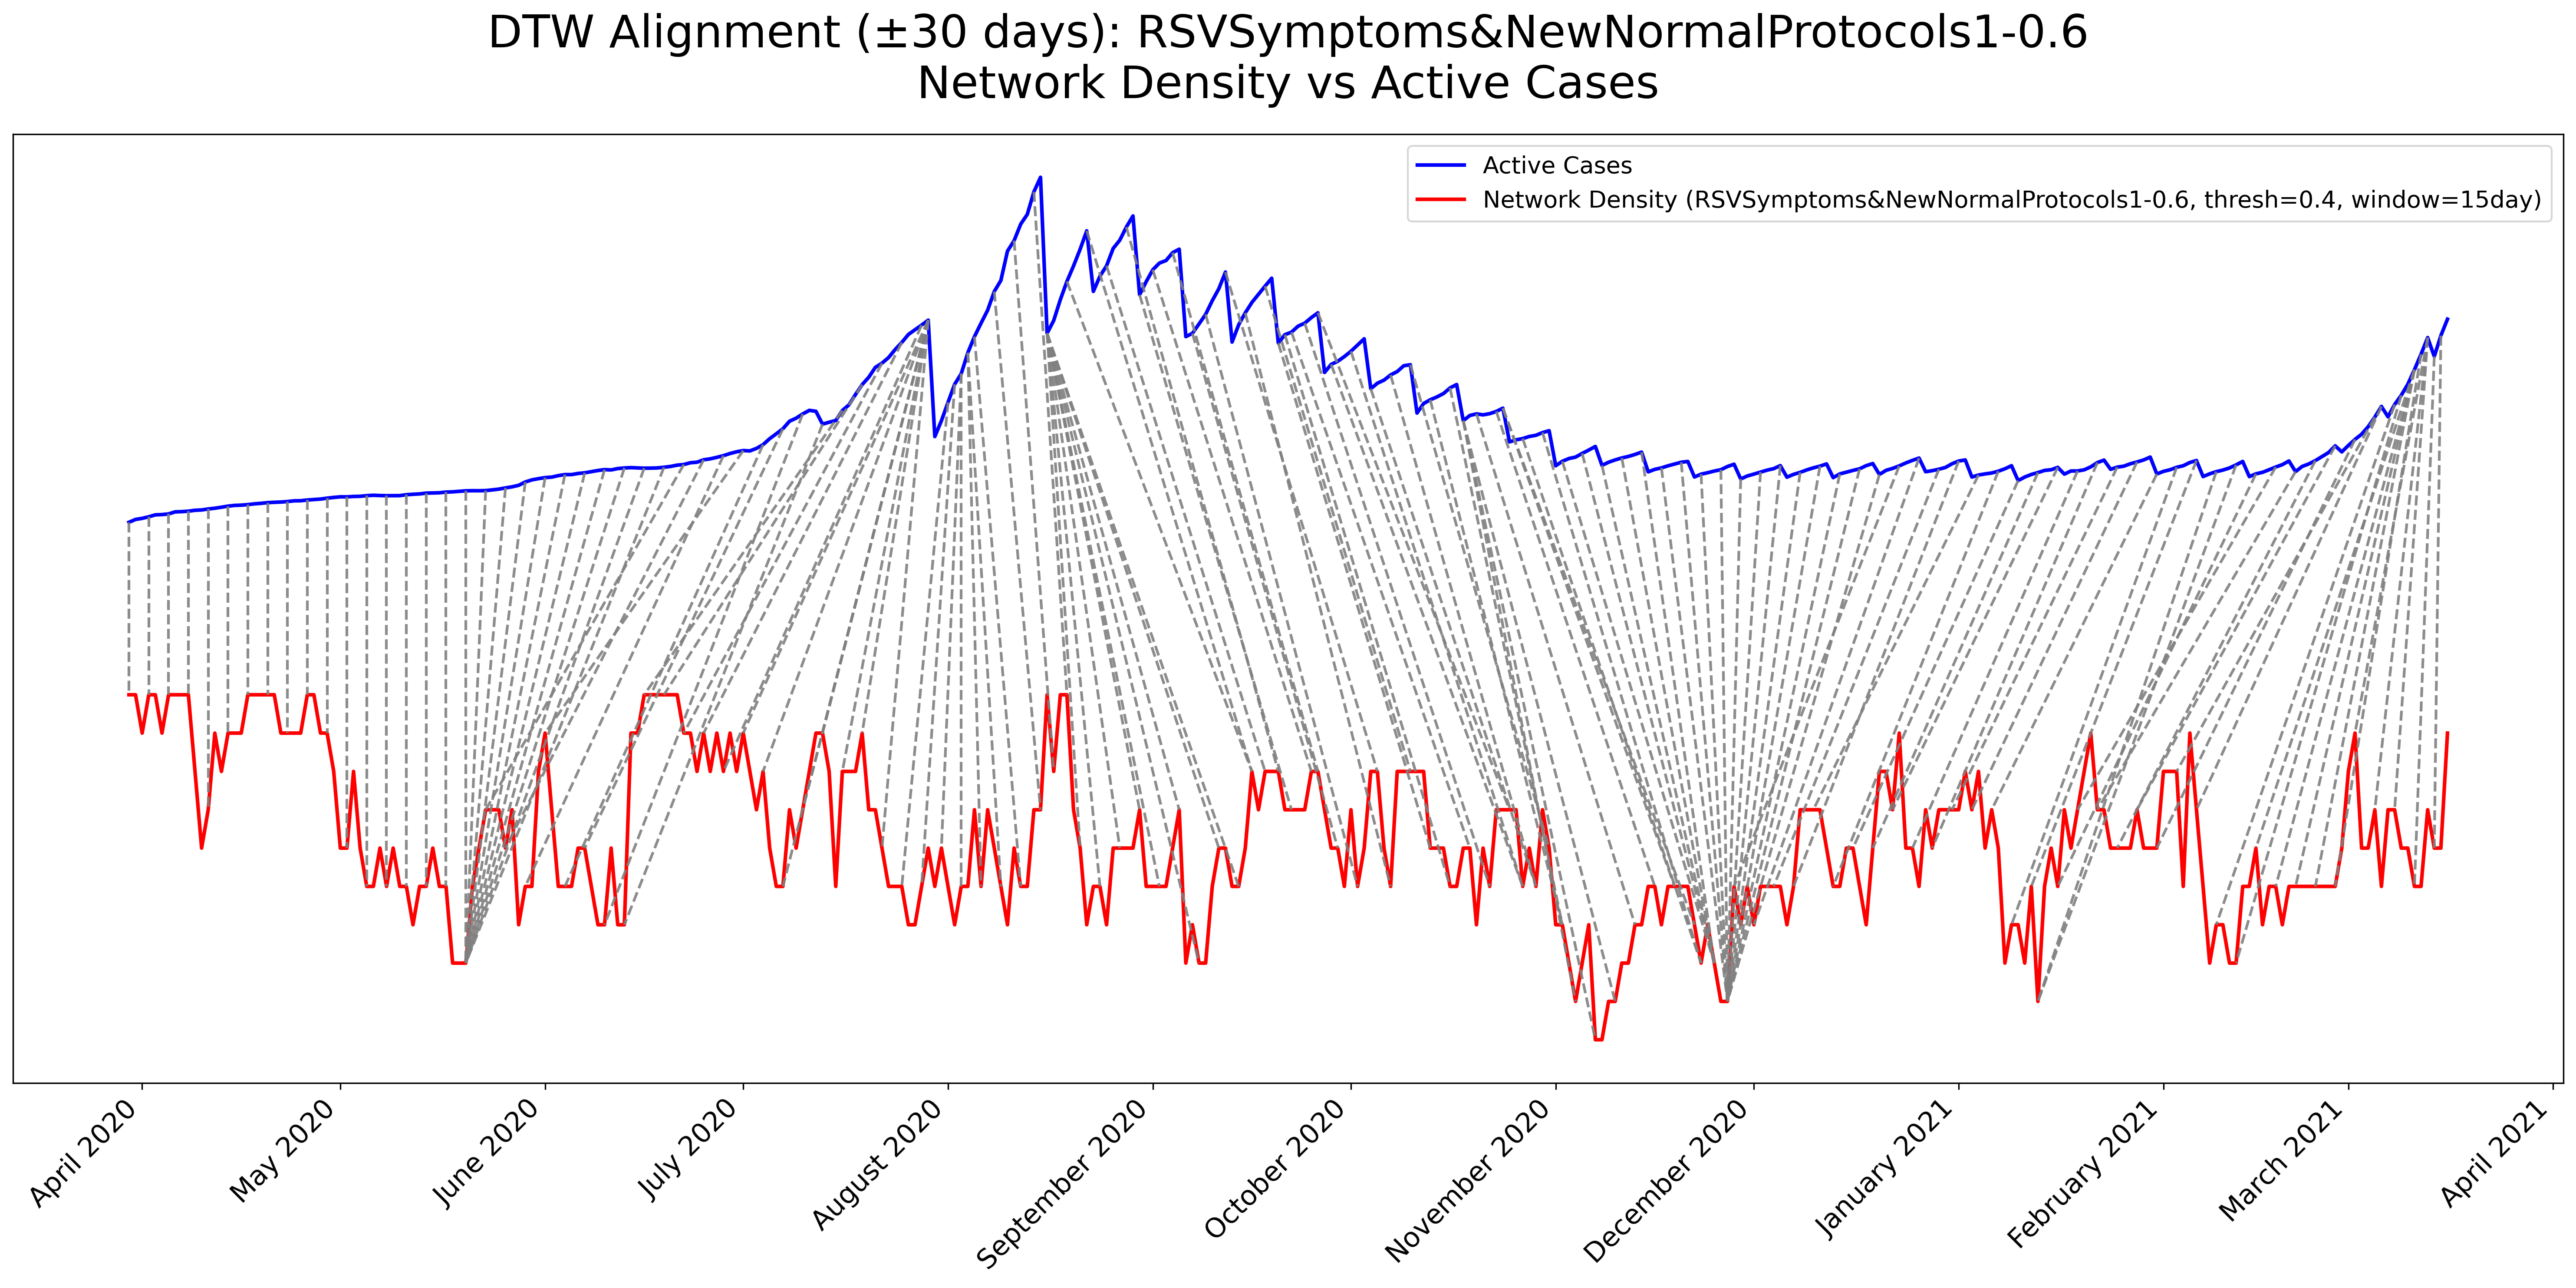 DTW Alignment (±30 days): RSVSymptoms&NewNormalProtocols1-0.6
Network Density vs Active Cases
Active Cases
Network Density (RSVSymptoms&NewNormalProtocols1-0.6, thresh=0.4, window=15day)
April 2020
May 2020
June 2020
July 2020
August 2020
September 2020
October 2020
November 2020
December 2020
January 2021
February 2021
March 2021
April 2021